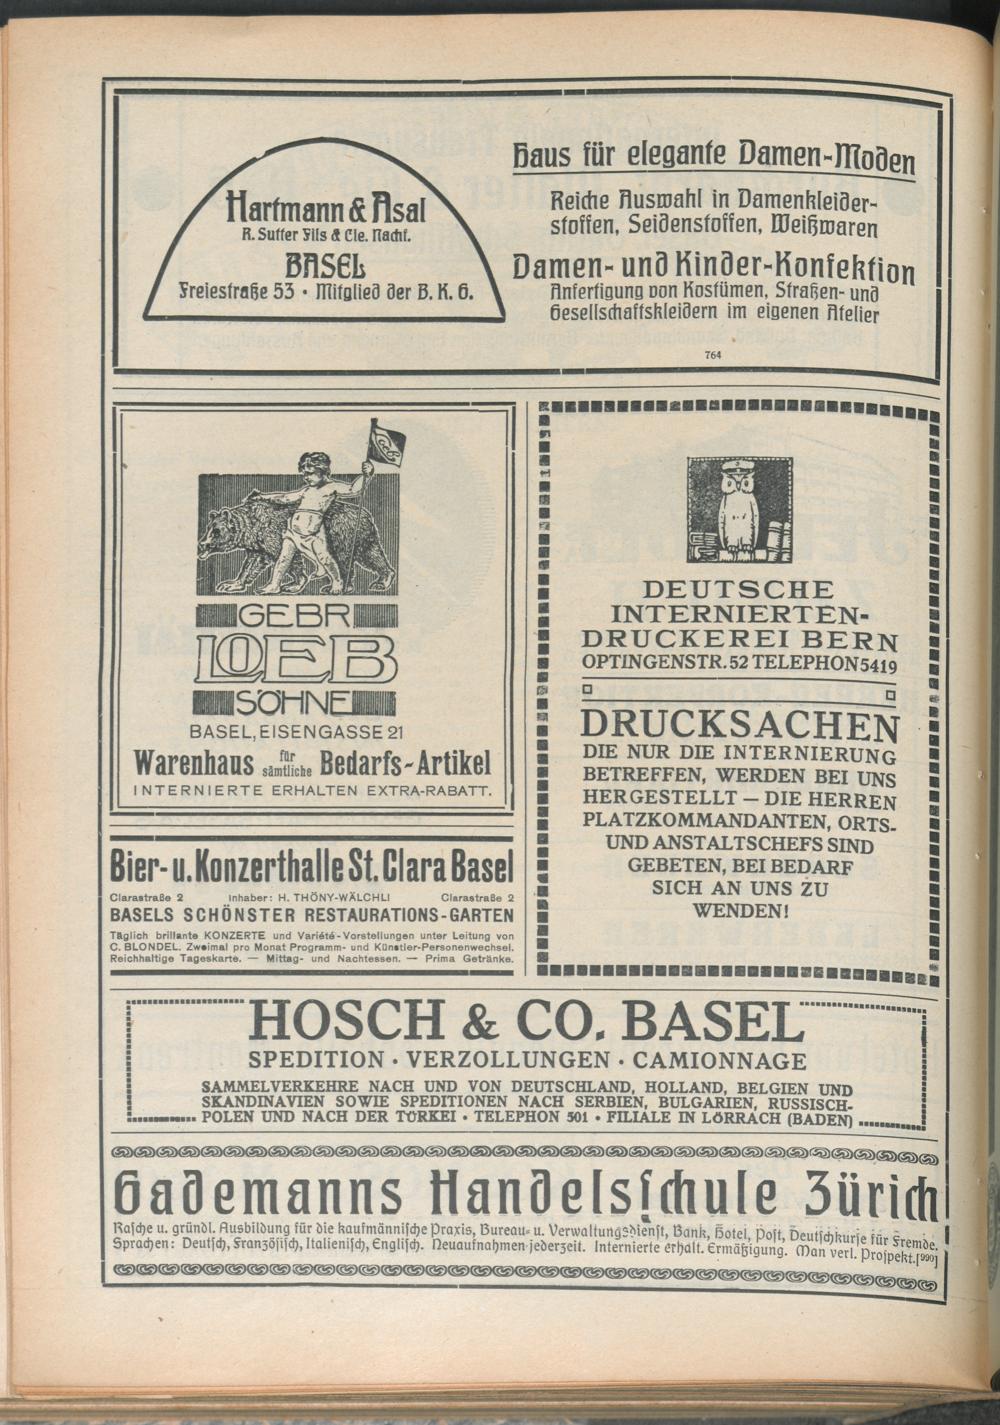 Hartmann & Asal
R. Sutter Fils & Cie. Nachf.
BASEL
Freiestraße 53 · Mitglied der B. K. G.
Haus für elegante Damen-Moden
Reiche Auswahl in Damenkleider-
stoffen, Seidenstoffen, Weißwaren
Damen- und Kinder-Konfektion
Anfertigung von Kostümen, Straßen- und
Gesellschaftskleidern im eigenen Atelier
764
GEBR
LOEB
SÖHNE
BASEL, EISENGASSE 21
Warenhaus für sämtliche Bedarfs-Artikel
INTERNIERTE ERHALTEN EXTRA-RABATT.
Bier- u. Konzerthalle St. Clara Basel
Clarastraße 2 Inhaber: H. THÖNY-WÄLCHLI Clarastraße 2
BASELS SCHÖNSTER RESTAURATIONS-GARTEN
Täglich brillante KONZERTE und Variété-Vorstellungen unter Leitung von
C. BLONDEL. Zweimal pro Monat Programm- und Künstler-Personenwechsel.
Reichhaltige Tageskarte. — Mittag- und Nachtessen. — Prima Getränke.
DEUTSCHE
INTERNIERTEN-
DRUCKEREI BERN
OPTINGENSTR. 52 TELEPHON 5419
DRUCKSACHEN
DIE NUR DIE INTERNIERUNG
BETREFFEN, WERDEN BEI UNS
HERGESTELLT — DIE HERREN
PLATZKOMMANDANTEN, ORTS-
UND ANSTALTSCHEFS SIND
GEBETEN, BEI BEDARF
SICH AN UNS ZU
WENDEN!
HOSCH & CO. BASEL
SPEDITION · VERZOLLUNGEN · CAMIONNAGE
SAMMELVERKEHRE NACH UND VON DEUTSCHLAND, HOLLAND, BELGIEN UND
SKANDINAVIEN SOWIE SPEDITIONEN NACH SERBIEN, BULGARIEN, RUSSISCH-
POLEN UND NACH DER TÜRKEI · TELEPHON 501 · FILIALE IN LÖRRACH (BADEN)
Gademanns Handelsſchule Zürich
Raſche u. gründl. Ausbildung für die kaufmänniſche Praxis, Bureau- u. Verwaltungsdienſt, Bank, Hotel, Poſt, Deutſchkurſe für Fremde.
Sprachen: Deutſch, Franzöſiſch, Italieniſch, Engliſch. Neuaufnahmen jederzeit. Internierte erhalt. Ermäßigung. Man verl. Proſpekt. [990]